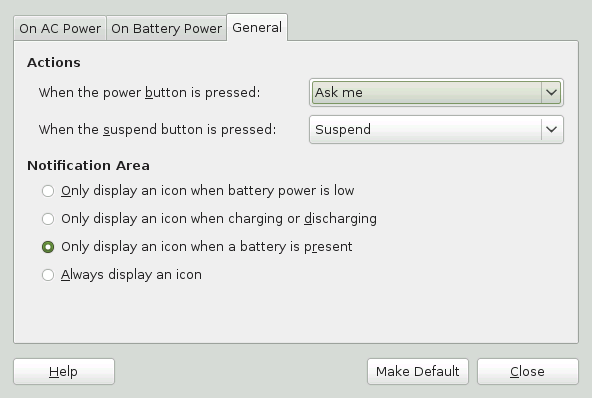 On AC Power On Battery Power General
Actions
When the power button is pressed: Ask me
When the suspend button is pressed: Suspend
Notification Area
Only display an icon when battery power is low
Only display an icon when charging or discharging
Only display an icon when a battery is present
Always display an icon
Help Make Default Close